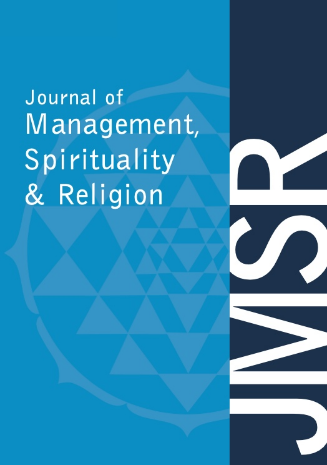 Journal of
Management,
Spirituality
& Religion
JMSR